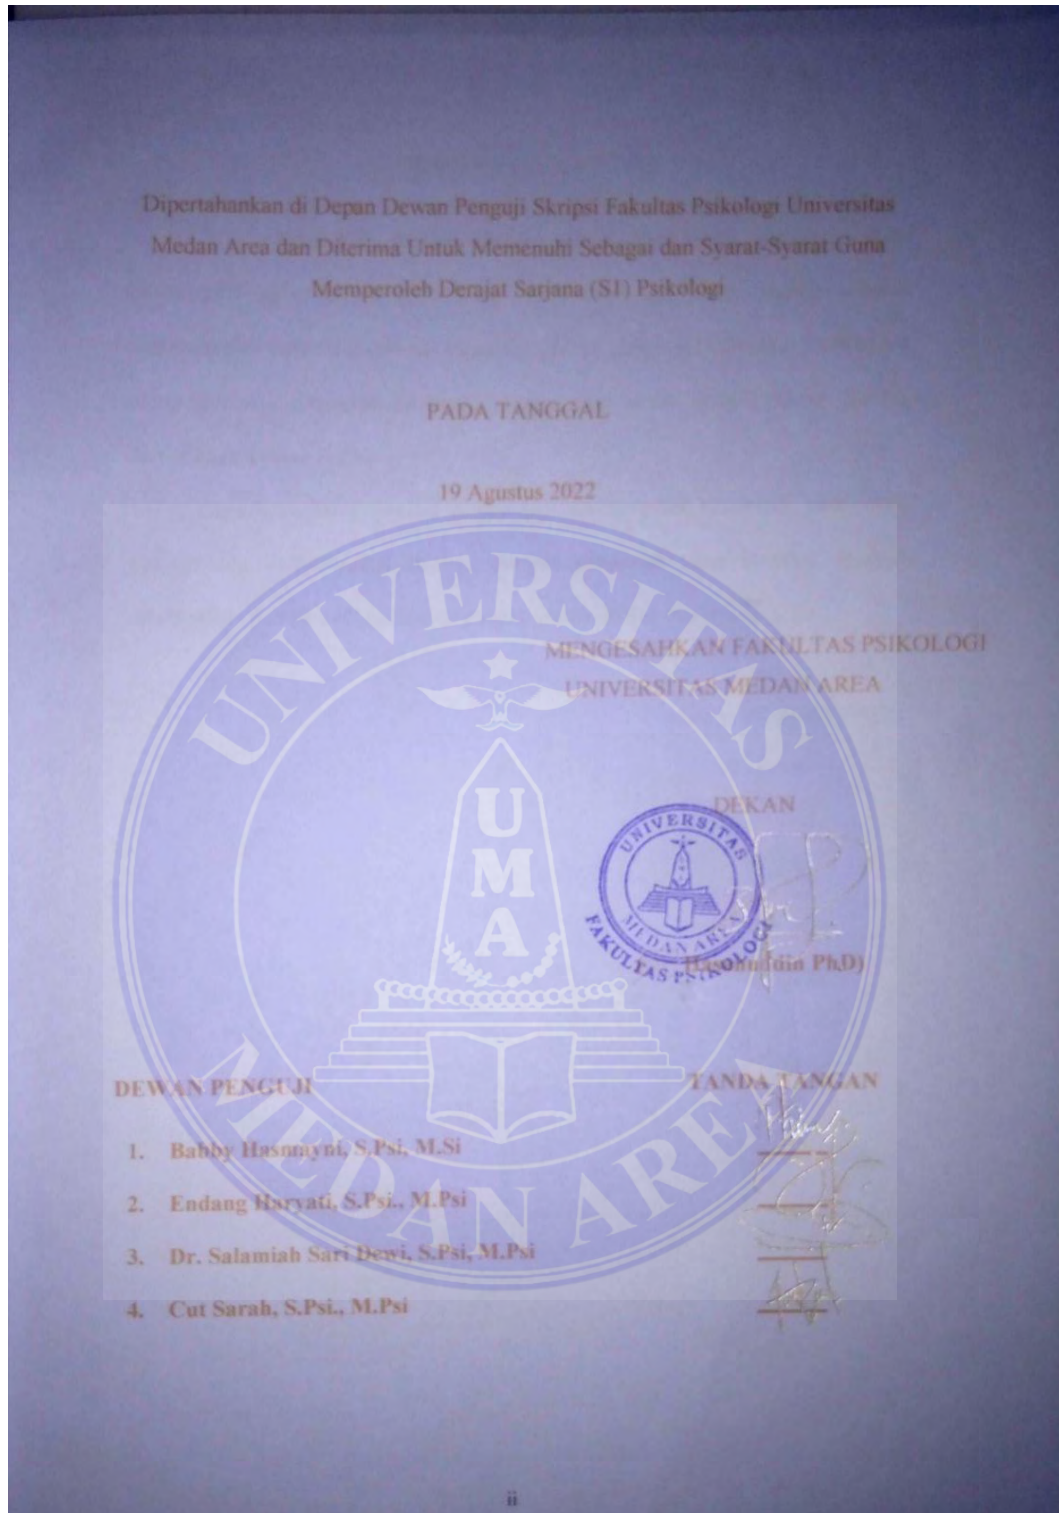 Dipertahankan di Depan Dewan Penguji Skripsi Fakultas Psikologi Universitas
Medan Area dan Diterima Untuk Memenuhi Sebagai dan Syarat-Syarat Guna
Memperoleh Derajat Sarjana (S1) Psikologi
PADA TANGGAL
19 Agustus 2022
MENGESAHKAN FAKULTAS PSIKOLOGI
UNIVERSITAS MEDAN AREA
DEKAN
UNIVERSITAS
MEDAN AREA
FAKULTAS PSIKOLOGI
Ph.D)
UNIVERSITAS
UMA
MEDAN AREA
DEWAN PENGUJI TANDA TANGAN
1. Babby Hasmayni, S.Psi, M.Si
2. Endang Haryati, S.Psi., M.Psi
3. Dr. Salamiah Sari Dewi, S.Psi, M.Psi
4. Cut Sarah, S.Psi., M.Psi
ii